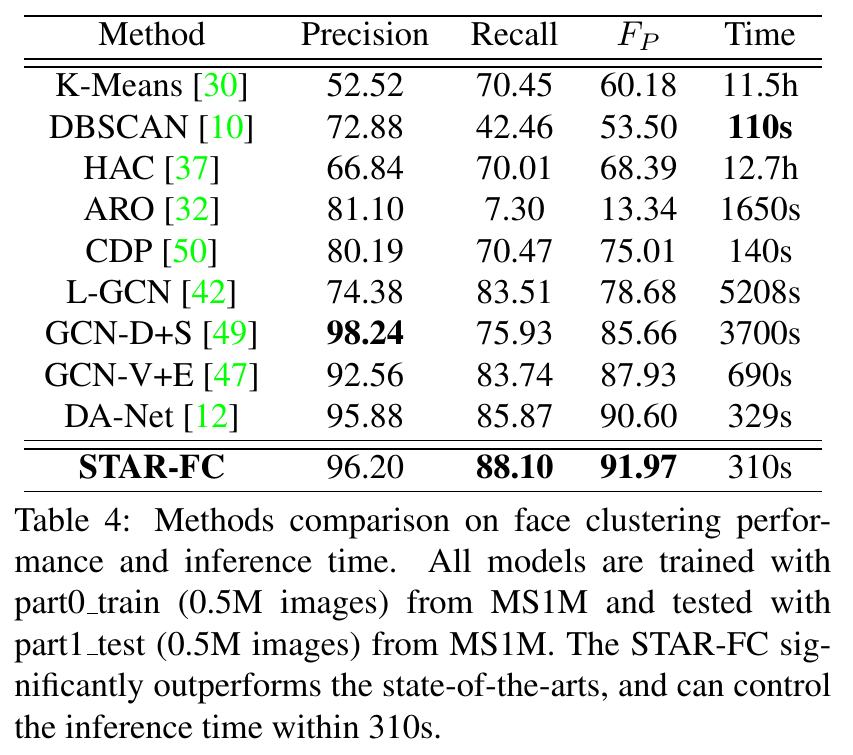 Method Precision Recall F_P Time
K-Means [30] 52.52 70.45 60.18 11.5h
DBSCAN [10] 72.88 42.46 53.50 110s
HAC [37] 66.84 70.01 68.39 12.7h
ARO [32] 81.10 7.30 13.34 1650s
CDP [50] 80.19 70.47 75.01 140s
L-GCN [42] 74.38 83.51 78.68 5208s
GCN-D+S [49] 98.24 75.93 85.66 3700s
GCN-V+E [47] 92.56 83.74 87.93 690s
DA-Net [12] 95.88 85.87 90.60 329s
STAR-FC 96.20 88.10 91.97 310s
Table 4: Methods comparison on face clustering perfor-
mance and inference time. All models are trained with
part0_train (0.5M images) from MS1M and tested with
part1_test (0.5M images) from MS1M. The STAR-FC sig-
nificantly outperforms the state-of-the-arts, and can control
the inference time within 310s.